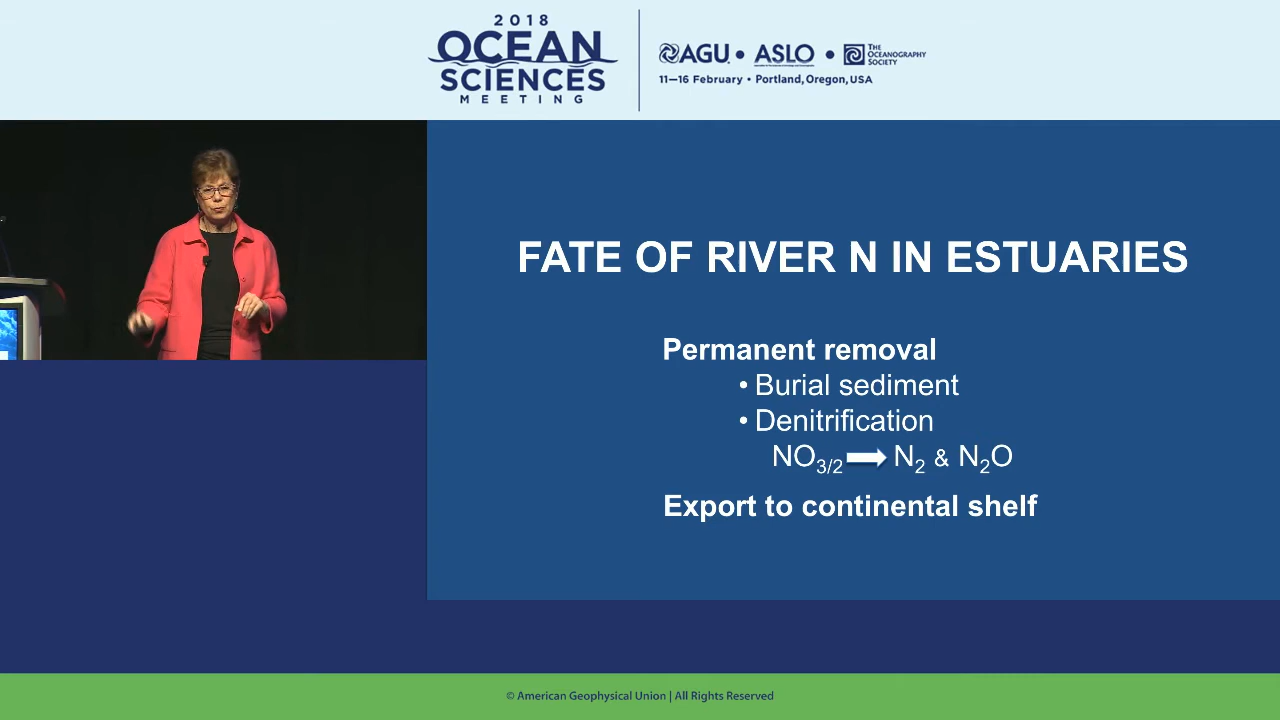 2018
OCEAN
SCIENCES
MEETING
AGU • ASLO • THE OCEANOGRAPHY SOCIETY
11–16 February • Portland, Oregon, USA
FATE OF RIVER N IN ESTUARIES
Permanent removal
• Burial sediment
• Denitrification
NO₃/₂ ➡ N₂ & N₂O
Export to continental shelf
© American Geophysical Union | All Rights Reserved